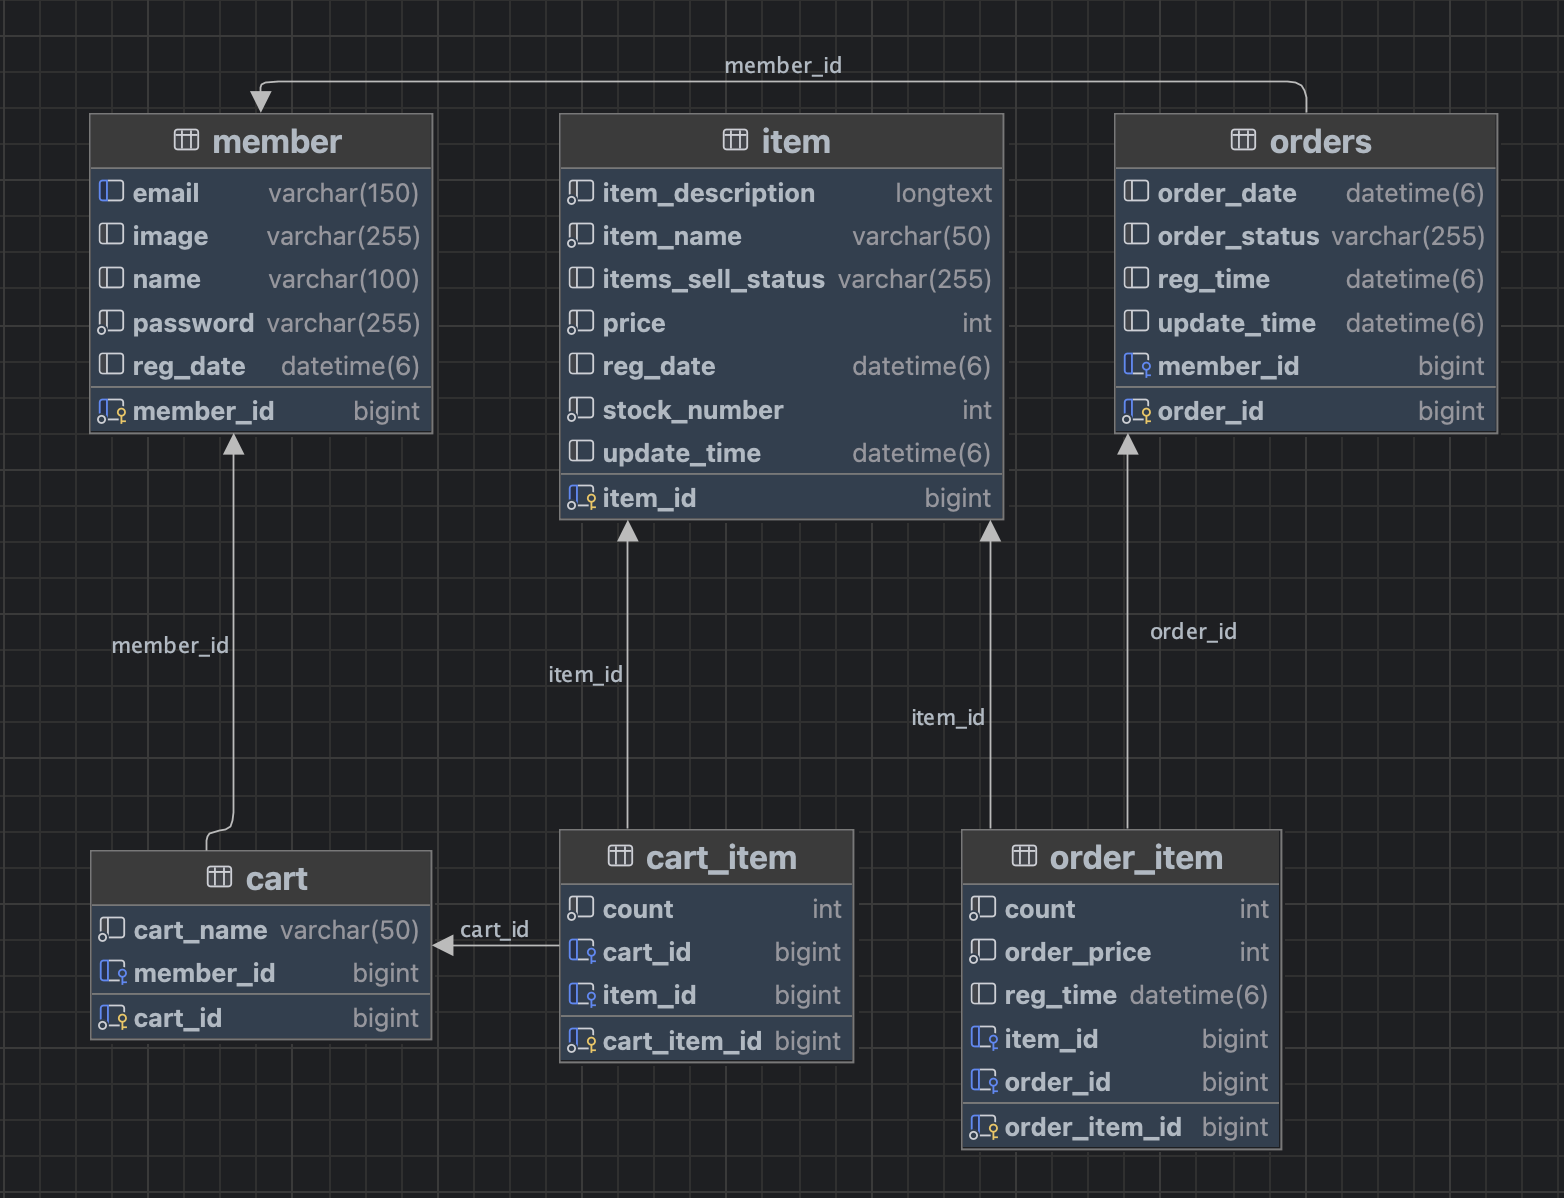 member_id
member
email varchar(150)
image varchar(255)
name varchar(100)
password varchar(255)
reg_date datetime(6)
member_id bigint
item
item_description longtext
item_name varchar(50)
items_sell_status varchar(255)
price int
reg_date datetime(6)
stock_number int
update_time datetime(6)
item_id bigint
orders
order_date datetime(6)
order_status varchar(255)
reg_time datetime(6)
update_time datetime(6)
member_id bigint
order_id bigint
member_id
item_id
item_id
order_id
cart
cart_name varchar(50)
member_id bigint
cart_id bigint
cart_id
cart_item
count int
cart_id bigint
item_id bigint
cart_item_id bigint
order_item
count int
order_price int
reg_time datetime(6)
item_id bigint
order_id bigint
order_item_id bigint